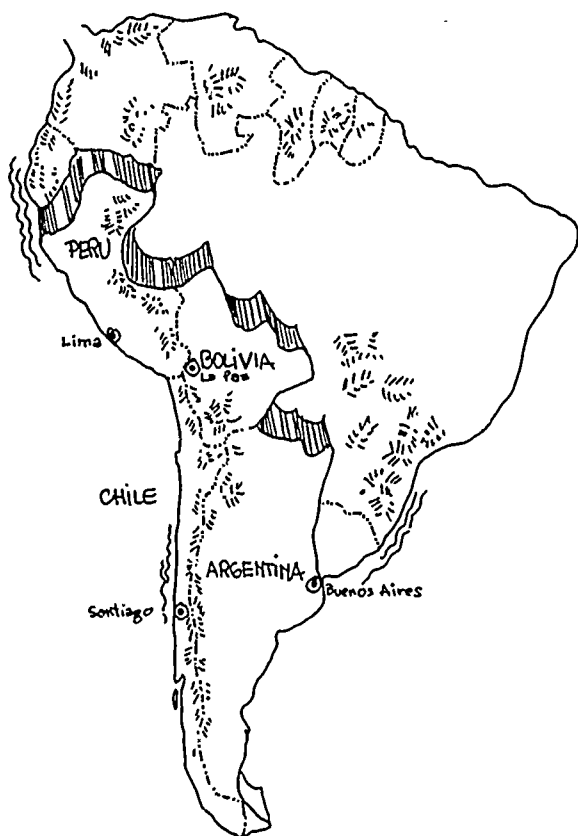 PERU
Lima
BOLIVIA
La Paz
CHILE
ARGENTINA
Buenos Aires
Santiago